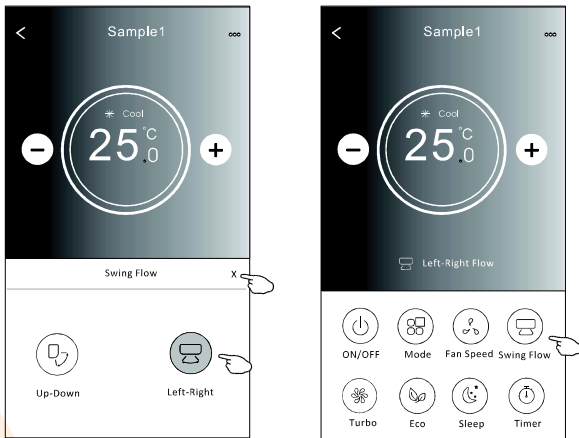 Sample1
Cool
25.0°C
Swing Flow X
Up-Down Left-Right
Sample1
Cool
25.0°C
Left-Right Flow
ON/OFF Mode Fan Speed Swing Flow
Turbo Eco Sleep Timer